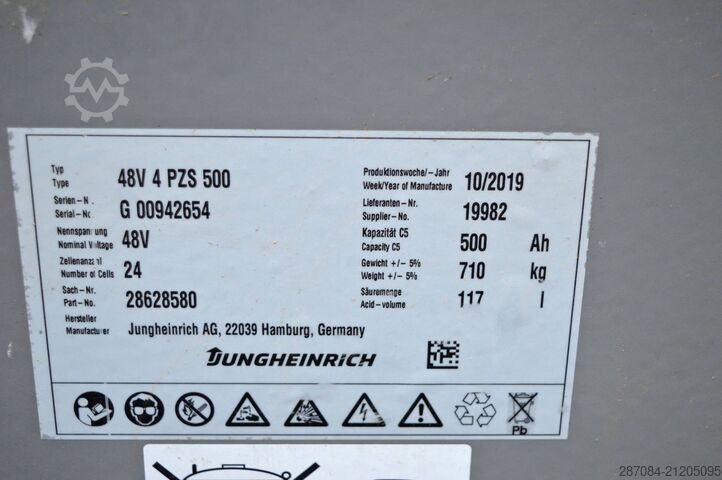 Typ
Type
48V 4 PZS 500
Produktionswoche/- Jahr
Week/Year of Manufacture
10/2019
Serien-Nr.
Serial-No
G 00942654
Lieferanten-Nr.
Supplier-No.
19982
Nennspannung
Nominal Voltage
48V
Kapazität C5
Capacity C5
500 Ah
Zellenanzahl
Number of Cells
24
Gewicht +/- 5%
Weight +/- 5%
710 kg
Sach-Nr.
Part-No.
28628580
Säuremenge
Acid-volume
117 l
Hersteller
Manufacturer
Jungheinrich AG, 22039 Hamburg, Germany
JUNGHEINRICH
Pb
287084-21205095